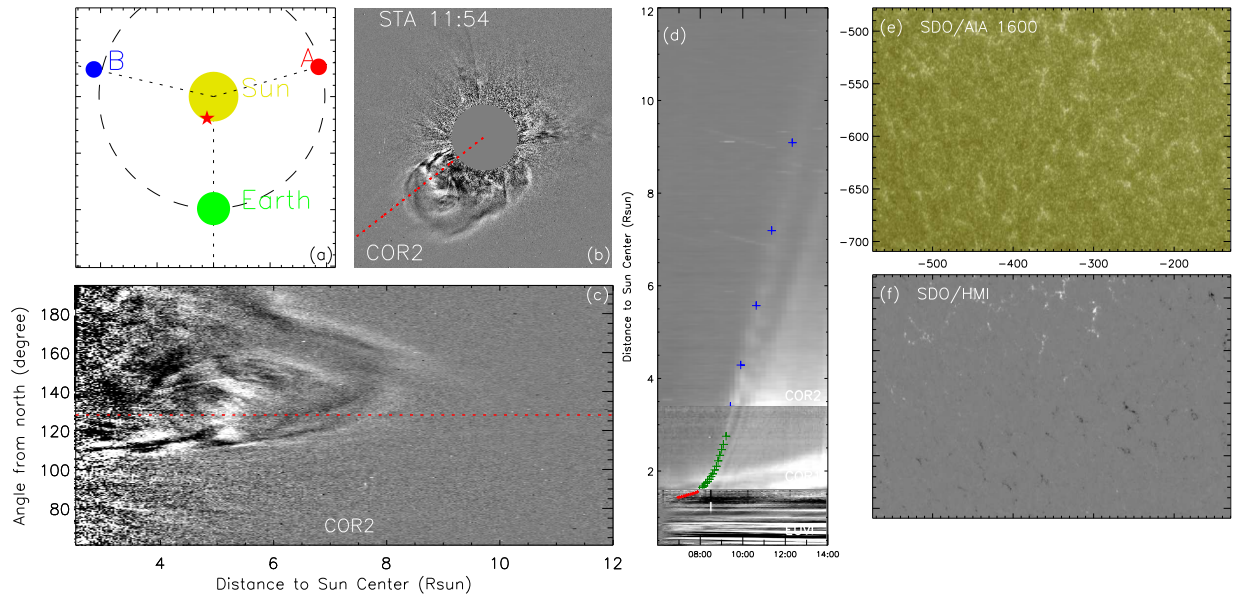 B
A
Sun
Earth
(a)
STA 11:54
COR2
(b)
(c)
180
160
140
120
100
80
Angle from north (degree)
COR2
4
6
8
10
12
Distance to Sun Center (Rsun)
(d)
12
10
8
6
4
2
Distance to Sun Center (Rsun)
COR2
08:00
10:00
12:00
14:00
(e)
SDO/AIA 1600
−500
−550
−600
−650
−700
−500
−400
−300
−200
(f)
SDO/HMI